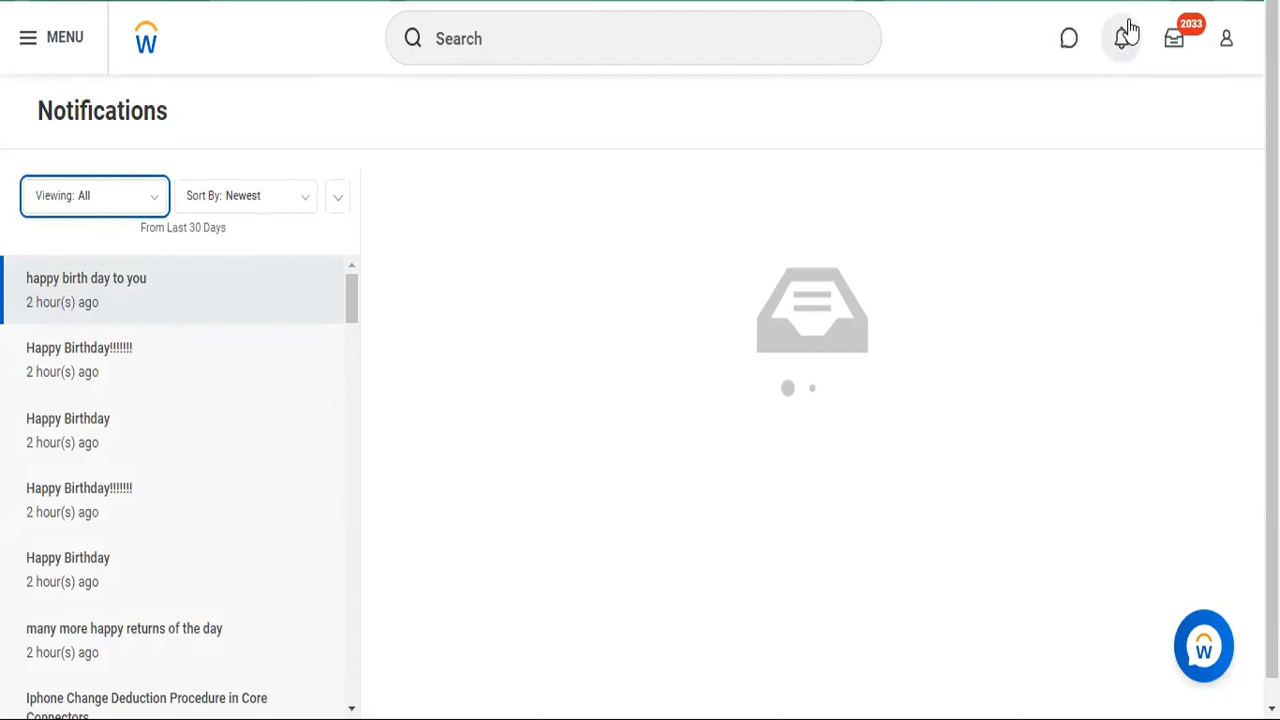 MENU
Search
2033
Notifications
Viewing: All
Sort By: Newest
From Last 30 Days
happy birth day to you
2 hour(s) ago
Happy Birthday!!!!!!!
2 hour(s) ago
Happy Birthday
2 hour(s) ago
Happy Birthday!!!!!!!
2 hour(s) ago
Happy Birthday
2 hour(s) ago
many more happy returns of the day
2 hour(s) ago
Iphone Change Deduction Procedure in Core
Connectors